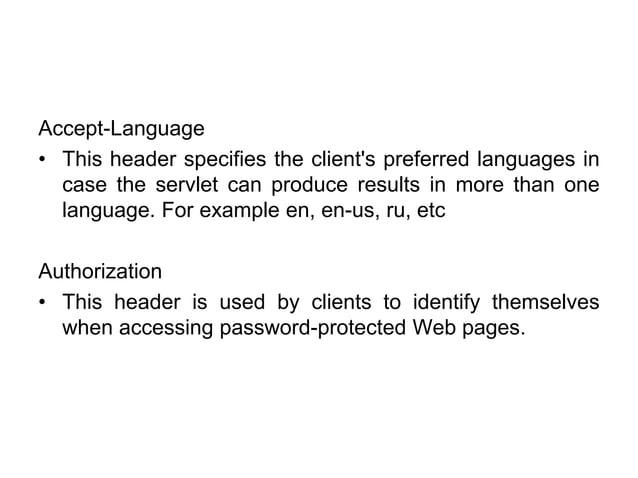 Accept-Language
• This header specifies the client's preferred languages in
case the servlet can produce results in more than one
language. For example en, en-us, ru, etc
Authorization
• This header is used by clients to identify themselves
when accessing password-protected Web pages.